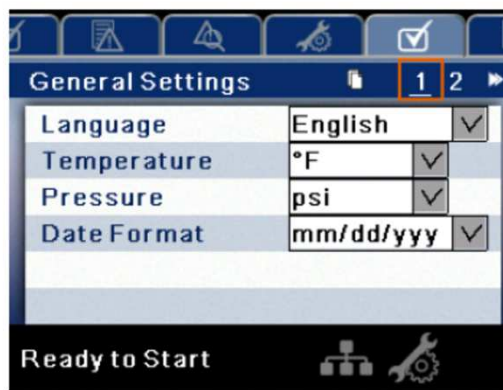 General Settings 1 2
Language English
Temperature °F
Pressure psi
Date Format mm/dd/yyy
Ready to Start